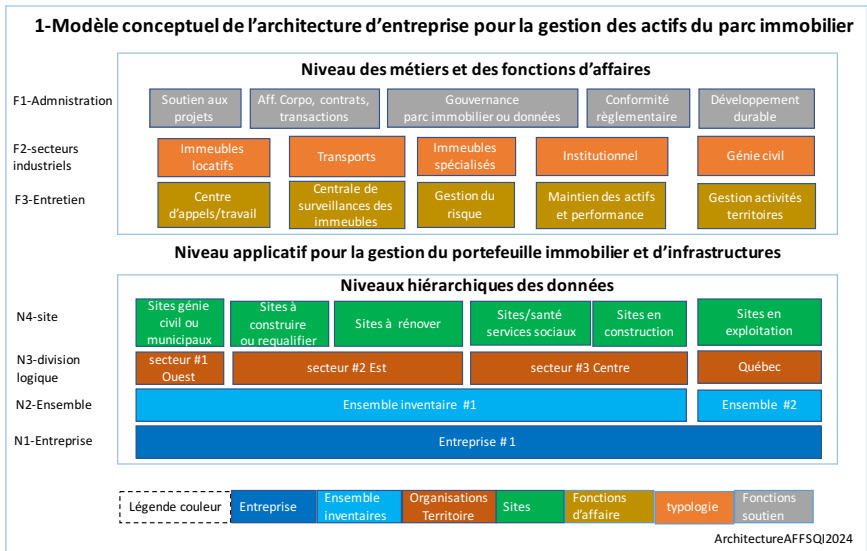 1-Modèle conceptuel de l’architecture d’entreprise pour la gestion des actifs du parc immobilier
Niveau des métiers et des fonctions d’affaires
F1-Admnistration
Soutien aux
projets
Aff. Corpo, contrats,
transactions
Gouvernance
parc immobilier ou données
Conformité
règlementaire
Développement
durable
F2-secteurs
industriels
Immeubles
locatifs
Transports
Immeubles
spécialisés
Institutionnel
Génie civil
F3-Entretien
Centre
d’appels/travail
Centrale de
surveillances des
immeubles
Gestion du
risque
Maintien des actifs
et performance
Gestion activités
territoires
Niveau applicatif pour la gestion du portefeuille immobilier et d’infrastructures
Niveaux hiérarchiques des données
N4-site
Sites génie
civil ou
municipaux
Sites à
construire
ou requalifier
Sites à rénover
Sites/santé
services sociaux
Sites en
construction
Sites en
exploitation
N3-division
logique
secteur #1
Ouest
secteur #2 Est
secteur #3 Centre
Québec
N2-Ensemble
Ensemble inventaire #1
Ensemble #2
N1-Entreprise
Entreprise # 1
Légende couleur
Entreprise
Ensemble
inventaires
Organisations
Territoire
Sites
Fonctions
d’affaire
typologie
Fonctions
soutien
ArchitectureAFFSQI2024